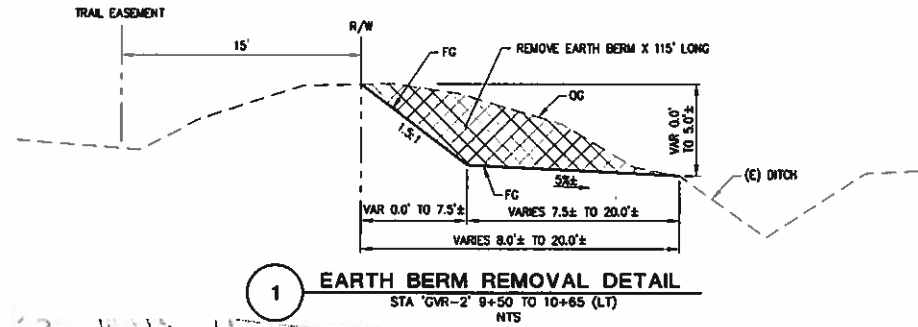 TRAIL EASEMENT
R/W
15'
FG
REMOVE EARTH BERM X 115' LONG
OG
1.5:1
VAR 0.0'
TO 5.0'±
(E) DITCH
5%±
FG
VAR 0.0' TO 7.5'±
VARIES 7.5± TO 20.0'±
VARIES 8.0'± TO 20.0'±
1
EARTH BERM REMOVAL DETAIL
STA 'GVR-2' 9+50 TO 10+65 (LT)
NTS